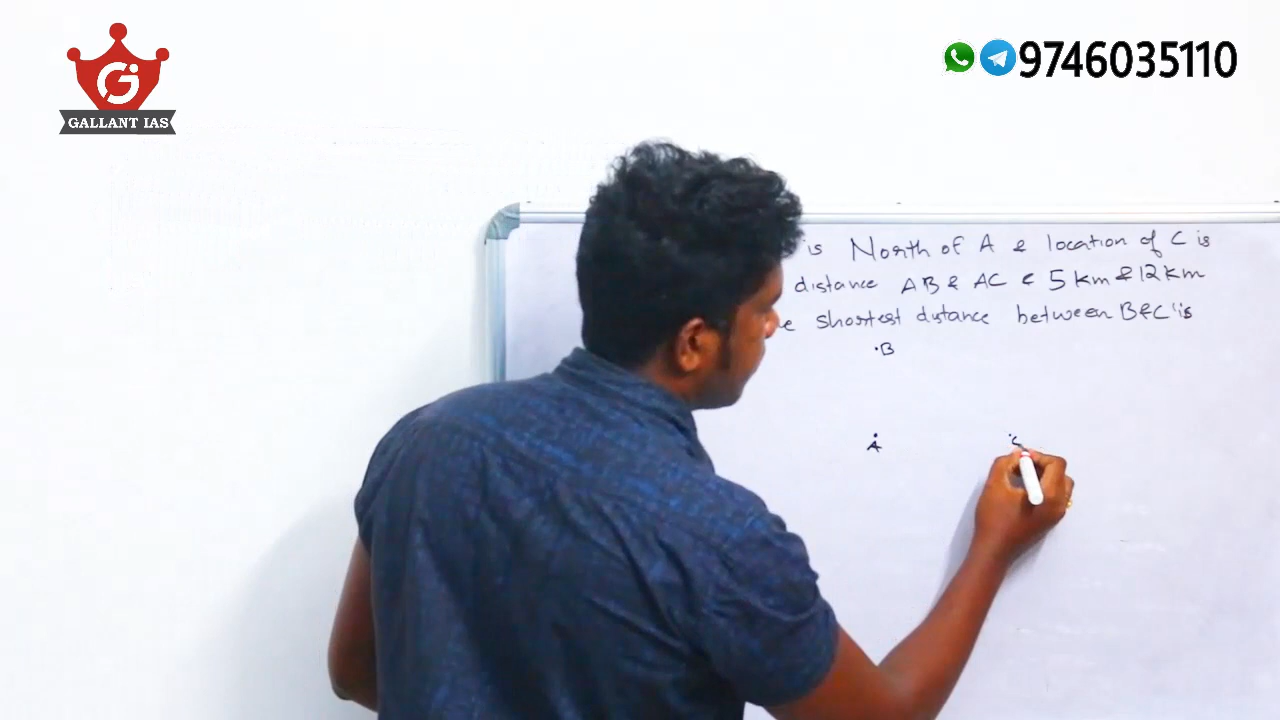 GALLANT IAS
9746035110
is North of A & location of C is
distance AB & AC & 5 km & 12 km
shortest distance between B & C is
B
A
C